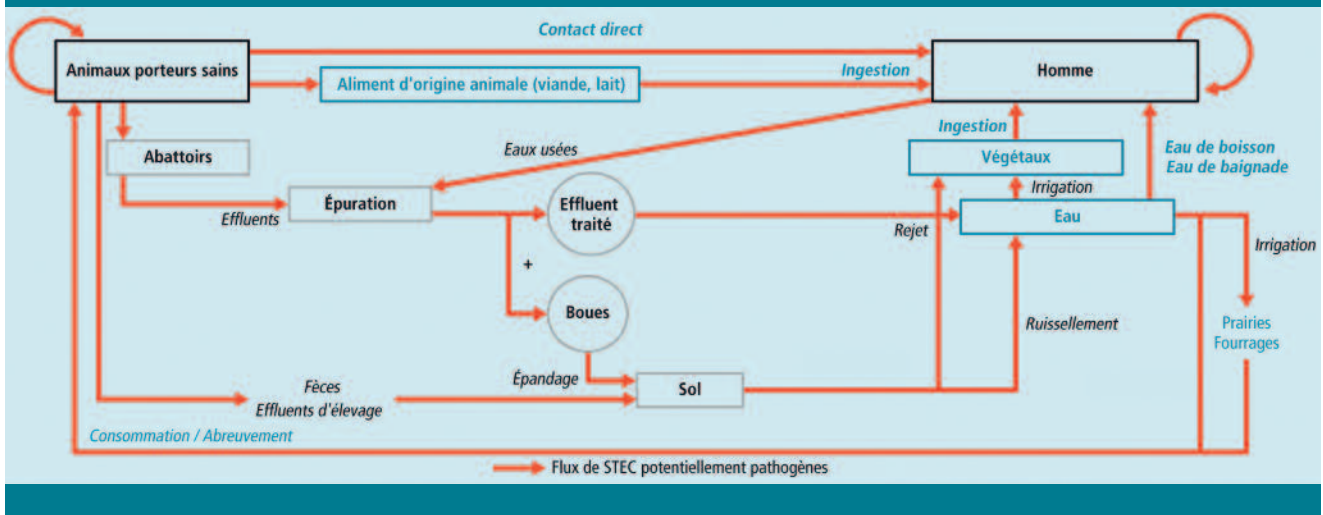 Contact direct
Animaux porteurs sains
Aliment d'origine animale (viande, lait)
Ingestion
Homme
Abattoirs
Eaux usées
Ingestion
Végétaux
Eau de boisson
Eau de baignade
Effluents
Épuration
Effluent
traité
Irrigation
Rejet
Eau
Irrigation
+
Boues
Ruissellement
Prairies
Fourrages
Fèces
Effluents d'élevage
Épandage
Sol
Consommation / Abreuvement
Flux de STEC potentiellement pathogènes